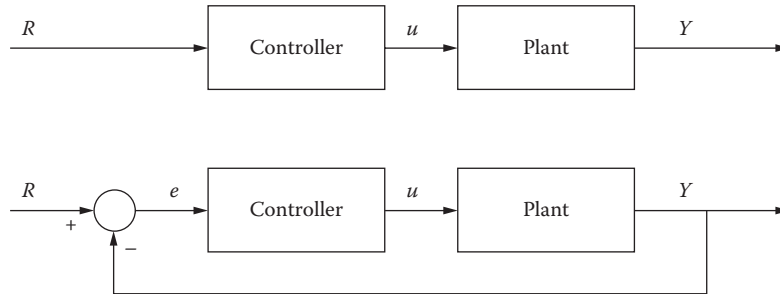 R Controller u Plant Y
R + − e Controller u Plant Y